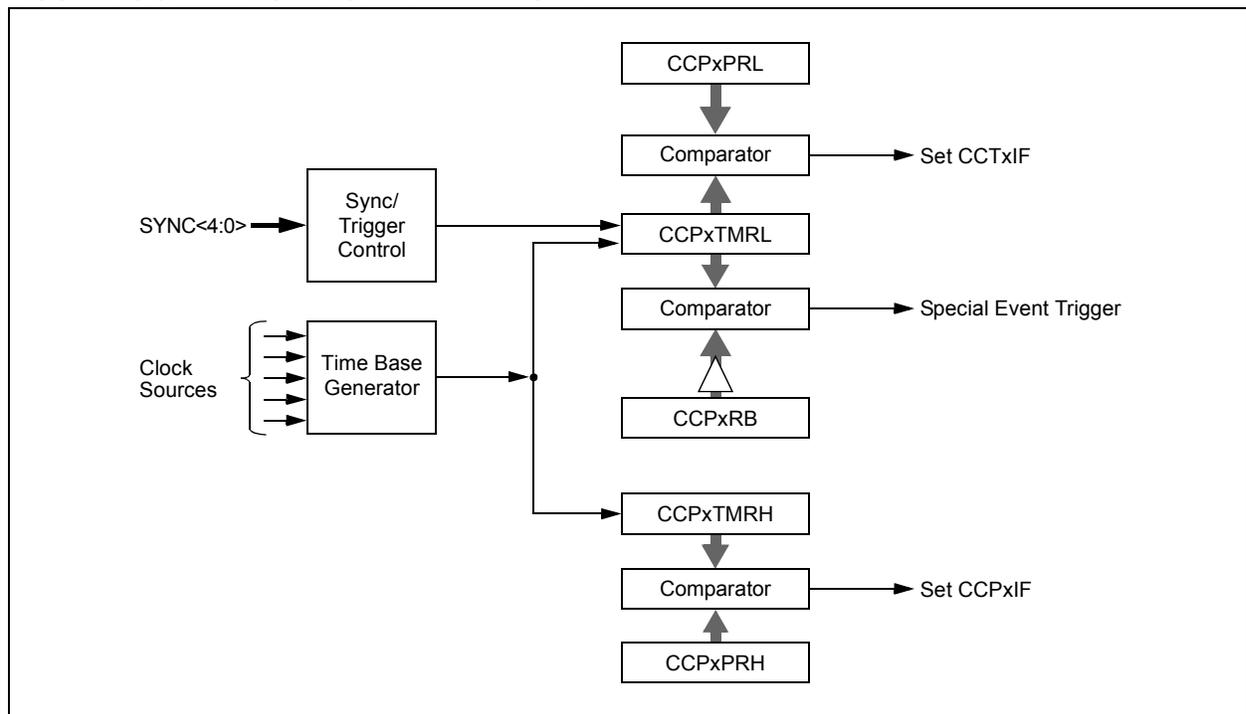 CCPxPRL
Comparator
Set CCTxIF
Sync/
Trigger
Control
SYNC<4:0>
CCPxTMRL
Comparator
Special Event Trigger
Clock
Sources
Time Base
Generator
CCPxRB
CCPxTMRH
Comparator
Set CCPxIF
CCPxPRH